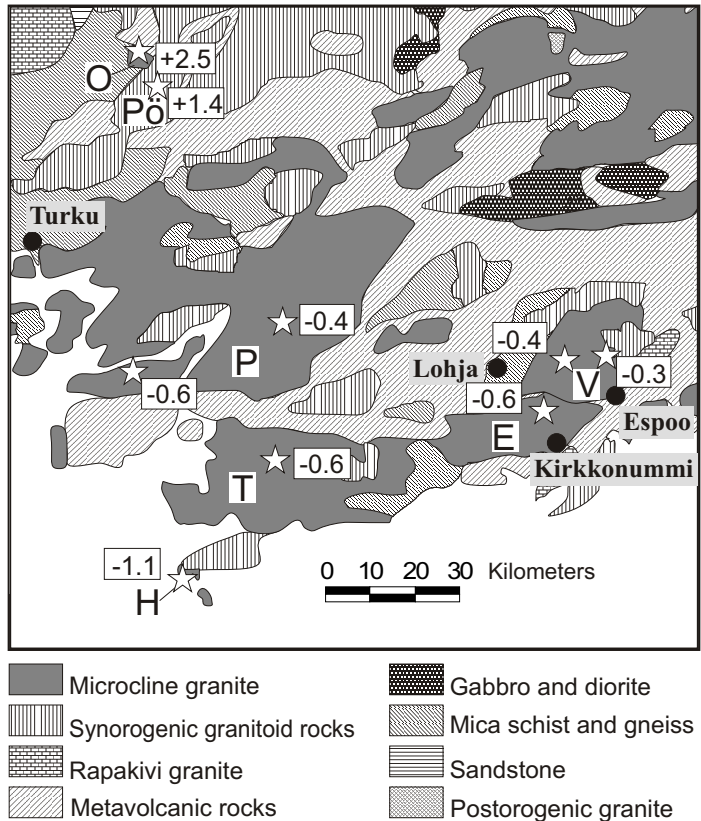 +2.5
O
Pö
+1.4
Turku
-0.4
-0.4
P
Lohja
V
-0.3
-0.6
-0.6
Espoo
E
Kirkkonummi
-0.6
T
-1.1
H
0 10 20 30 Kilometers
Microcline granite
Synorogenic granitoid rocks
Rapakivi granite
Metavolcanic rocks
Gabbro and diorite
Mica schist and gneiss
Sandstone
Postorogenic granite